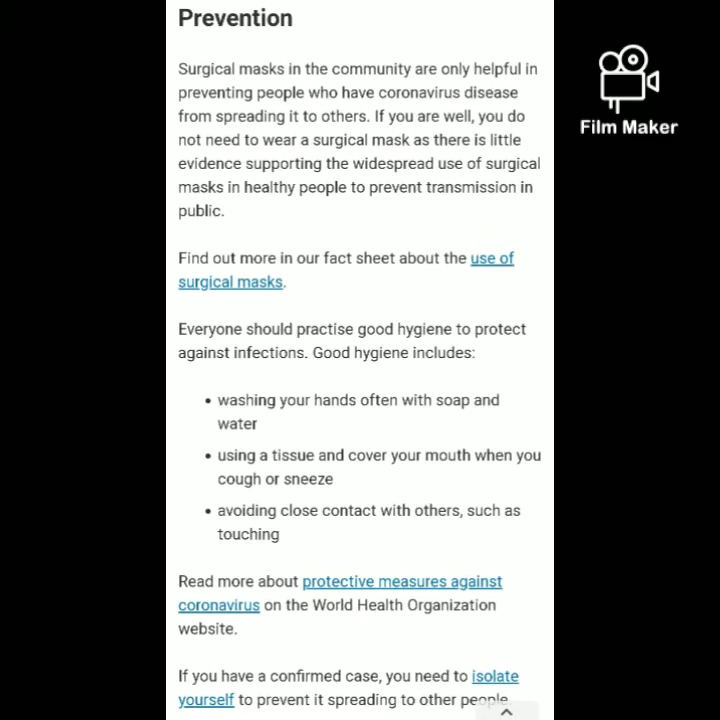 Prevention
Surgical masks in the community are only helpful in
preventing people who have coronavirus disease
from spreading it to others. If you are well, you do
not need to wear a surgical mask as there is little
evidence supporting the widespread use of surgical
masks in healthy people to prevent transmission in
public.
Find out more in our fact sheet about the use of
surgical masks.
Everyone should practise good hygiene to protect
against infections. Good hygiene includes:
• washing your hands often with soap and
water
• using a tissue and cover your mouth when you
cough or sneeze
• avoiding close contact with others, such as
touching
Read more about protective measures against
coronavirus on the World Health Organization
website.
If you have a confirmed case, you need to isolate
yourself to prevent it spreading to other people.
Film Maker